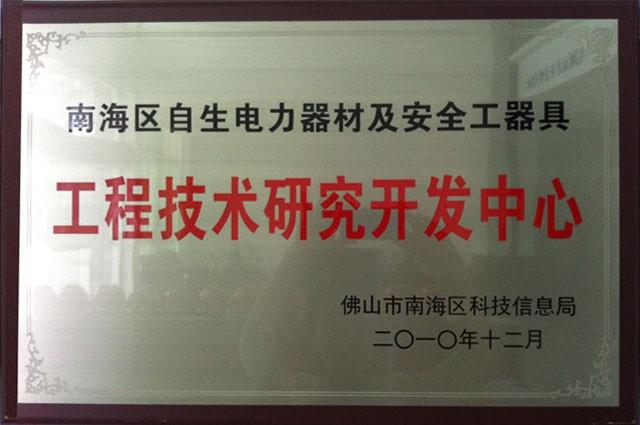 南海区自生电力器材及安全工器具
工程技术研究开发中心
佛山市南海区科技信息局
二〇一〇年十二月